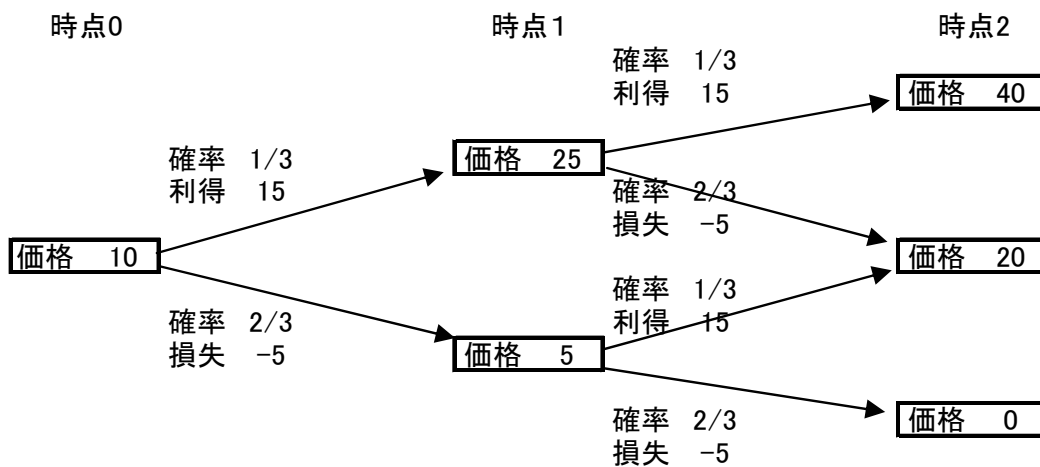 時点0 時点1 時点2
確率 1/3
利得 15
価格 40
確率 1/3
利得 15
価格 25
確率 2/3
損失 -5
価格 10
価格 20
確率 2/3
損失 -5
確率 1/3
利得 15
価格 5
価格 0
確率 2/3
損失 -5